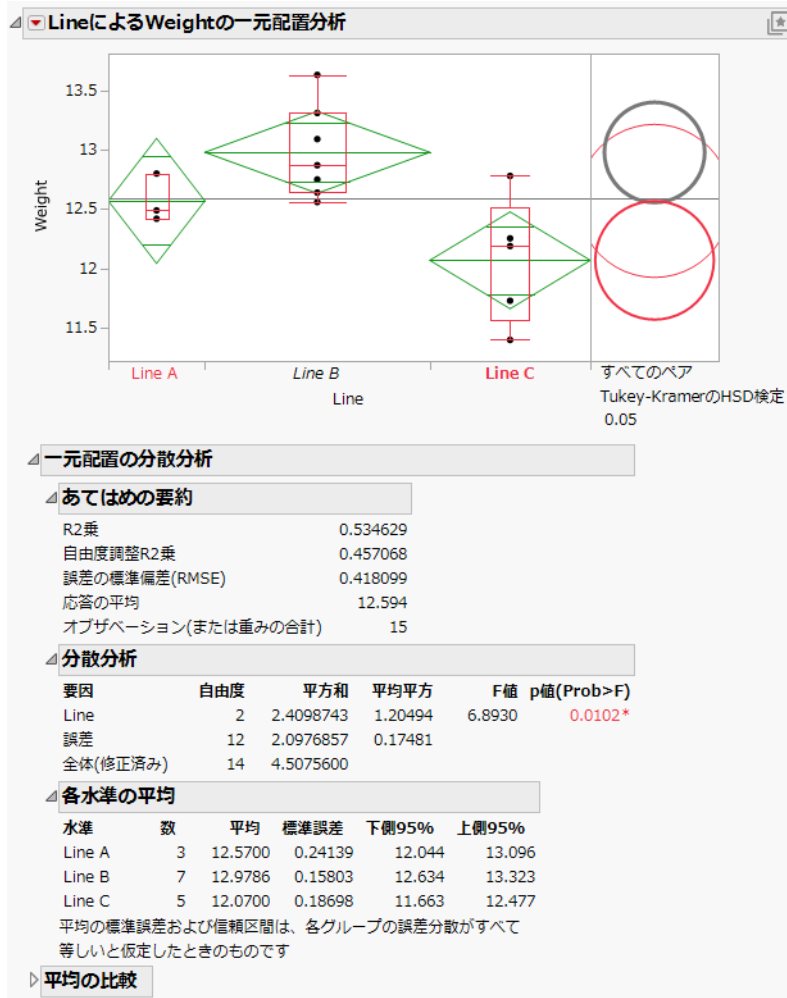 LineによるWeightの一元配置分析
13.5
13
12.5
12
11.5
Weight
Line A
Line B
Line C
Line
すべてのペア
Tukey-KramerのHSD検定
0.05
一元配置の分散分析
あてはめの要約
R2乗 0.534629
自由度調整R2乗 0.457068
誤差の標準偏差(RMSE) 0.418099
応答の平均 12.594
オブザベーション(または重みの合計) 15
分散分析
要因 自由度 平方和 平均平方 F値 p値(Prob>F)
Line 2 2.4098743 1.20494 6.8930 0.0102*
誤差 12 2.0976857 0.17481
全体(修正済み) 14 4.5075600
各水準の平均
水準 数 平均 標準誤差 下側95% 上側95%
Line A 3 12.5700 0.24139 12.044 13.096
Line B 7 12.9786 0.15803 12.634 13.323
Line C 5 12.0700 0.18698 11.663 12.477
平均の標準誤差および信頼区間は、各グループの誤差分散がすべて
等しいと仮定したときのものです
平均の比較